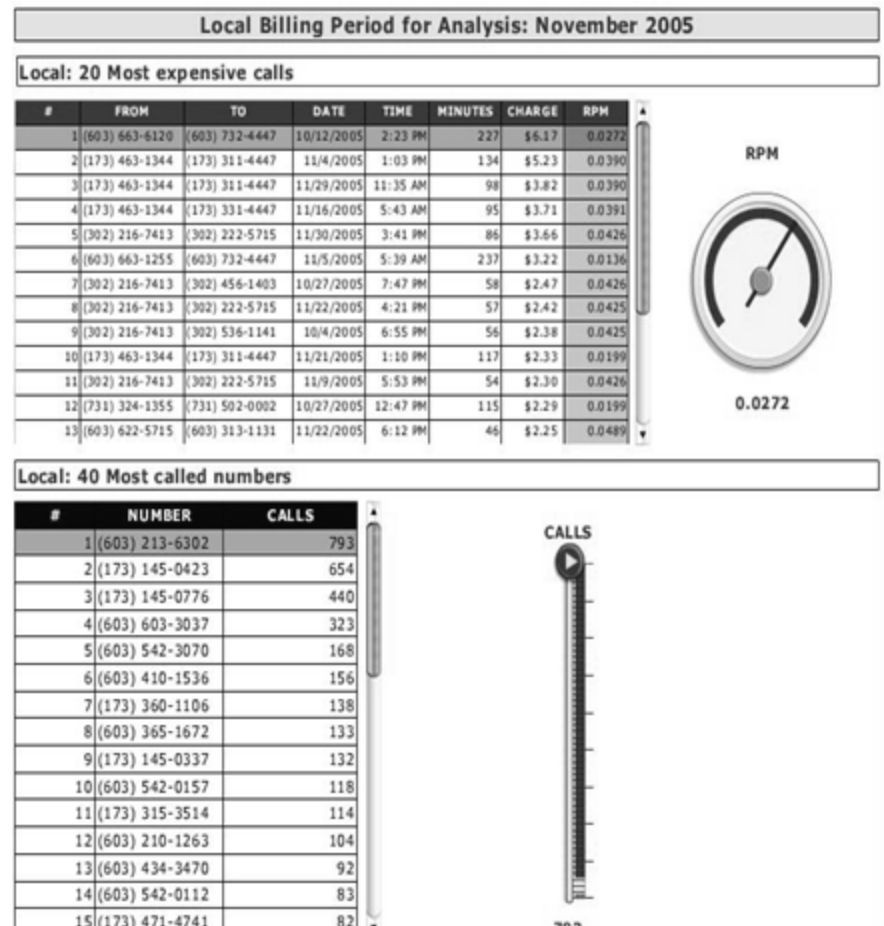 Local Billing Period for Analysis: November 2005
Local: 20 Most expensive calls
# FROM TO DATE TIME MINUTES CHARGE RPM
1 (603) 663-6120 (603) 732-4447 10/12/2005 2:23 PM 227 $6.17 0.0272
2 (173) 463-1344 (173) 311-4447 11/4/2005 1:03 PM 134 $5.23 0.0390
3 (173) 463-1344 (173) 311-4447 11/29/2005 11:35 AM 98 $3.82 0.0390
4 (173) 463-1344 (173) 331-4447 11/16/2005 5:43 AM 95 $3.71 0.0391
5 (302) 216-7413 (302) 222-5715 11/30/2005 3:41 PM 86 $3.66 0.0426
6 (603) 663-1255 (603) 732-4447 11/5/2005 5:39 AM 237 $3.22 0.0136
7 (302) 216-7413 (302) 456-1403 10/27/2005 7:47 PM 58 $2.47 0.0426
8 (302) 216-7413 (302) 222-5715 11/22/2005 4:21 PM 57 $2.42 0.0425
9 (302) 216-7413 (302) 536-1141 10/4/2005 6:55 PM 56 $2.38 0.0425
10 (173) 463-1344 (173) 311-4447 11/21/2005 1:10 PM 117 $2.33 0.0199
11 (302) 216-7413 (302) 222-5715 11/9/2005 5:53 PM 54 $2.30 0.0426
12 (731) 324-1355 (731) 502-0002 10/27/2005 12:47 PM 115 $2.29 0.0199
13 (603) 622-5715 (603) 313-1131 11/22/2005 6:12 PM 46 $2.25 0.0489
RPM
0.0272
Local: 40 Most called numbers
# NUMBER CALLS
1 (603) 213-6302 793
2 (173) 145-0423 654
3 (173) 145-0776 440
4 (603) 603-3037 323
5 (603) 542-3070 168
6 (603) 410-1536 156
7 (173) 360-1106 138
8 (603) 365-1672 133
9 (173) 145-0337 132
10 (603) 542-0157 118
11 (173) 315-3514 114
12 (603) 210-1263 104
13 (603) 434-3470 92
14 (603) 542-0112 83
15 (173) 471-4741 82
CALLS
793